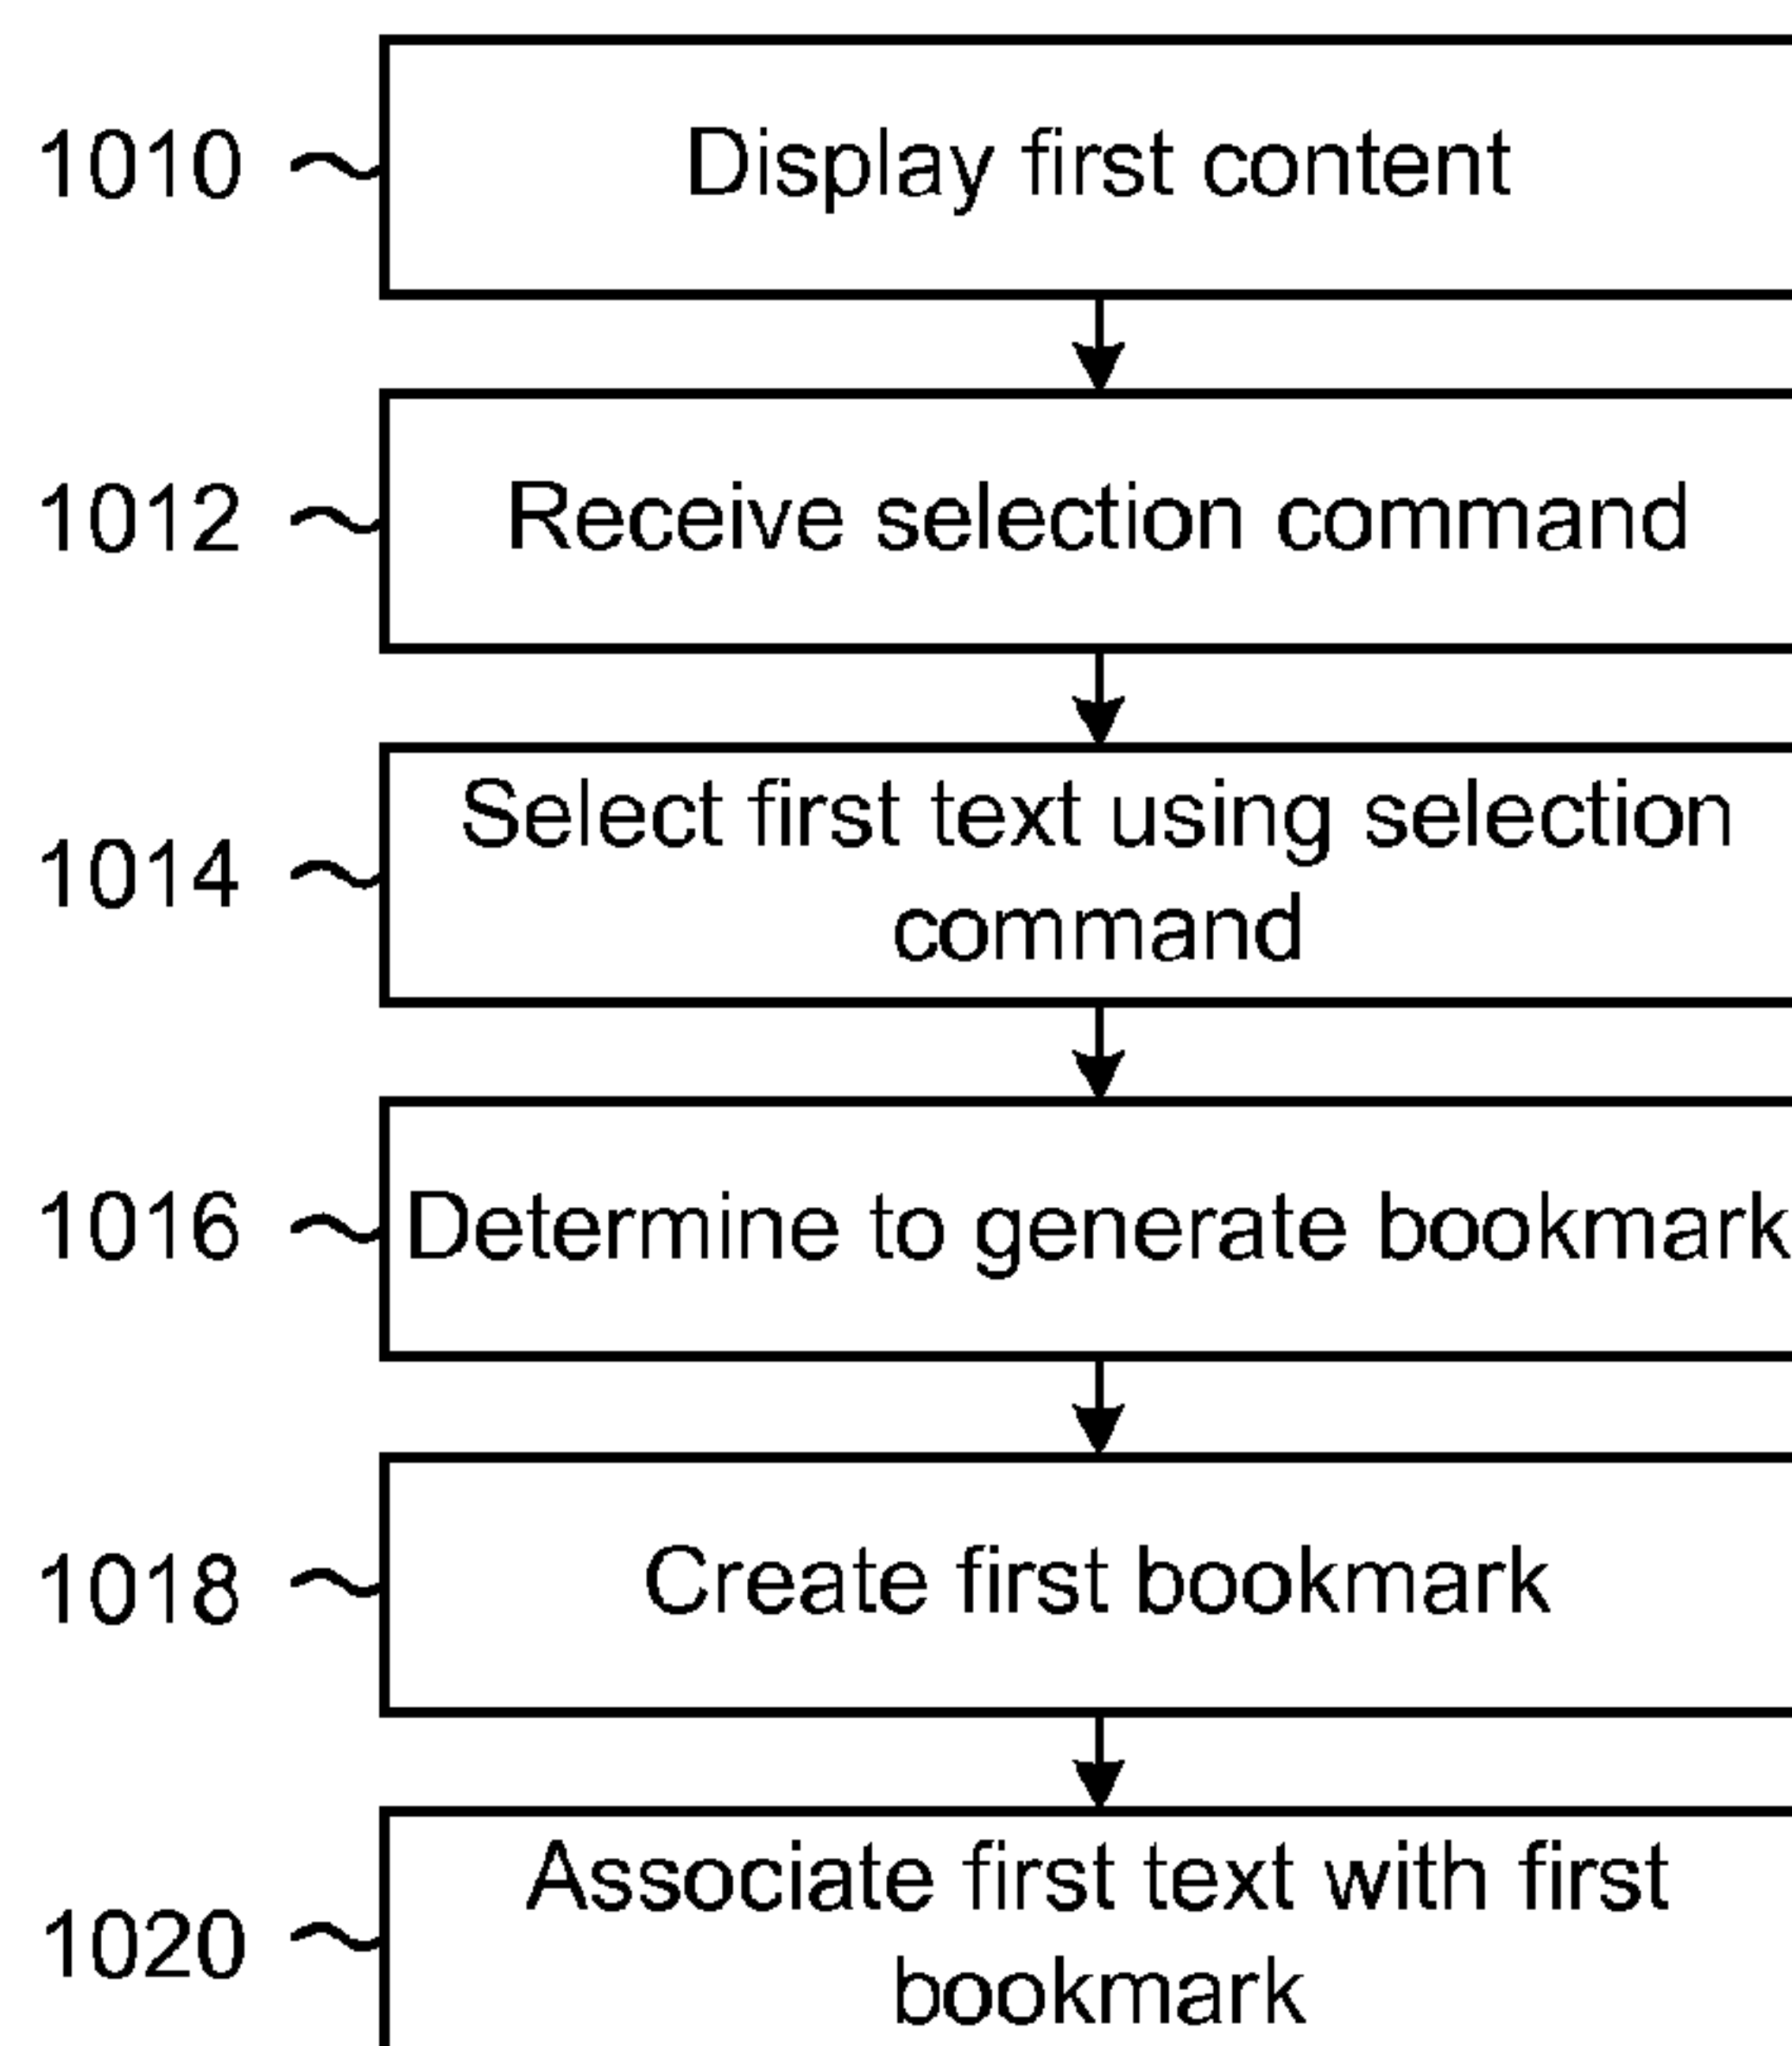 1010 Display first content
1012 Receive selection command
1014 Select first text using selection
command
1016 Determine to generate bookmark
1018 Create first bookmark
1020 Associate first text with first
bookmark